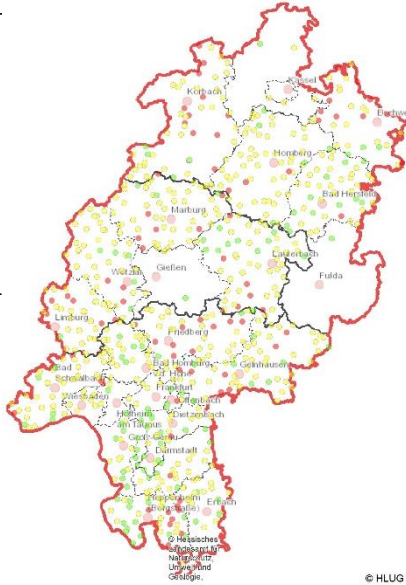 Kassel
Korbach
Eschwe
Homberg
Bad Hersfeld
Marburg
Lauterbach
Gießen
Fulda
Wetzlar
Limburg
Friedberg
Bad Homburg
v.d. Höhe
Gelnhausen
Bad
Schwalbach
Frankfurt
Wiesbaden
Offenbach
Hofheim
am Taunus
Dietzenbach
Groß-Gerau
Darmstadt
Heppenheim
(Bergstraße)
Erbach
© Hessisches
Landesamt für
Naturschutz,
Umwelt und
Geologie.
© HLUG